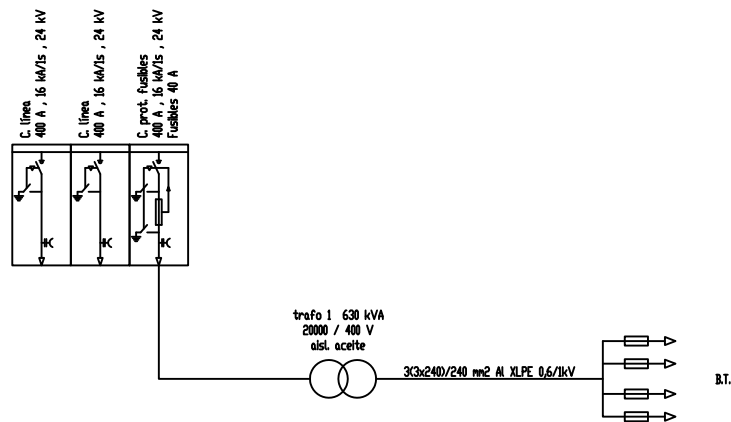 C. línea
400 A , 16 kA/1s , 24 kV
C. línea
400 A , 16 kA/1s , 24 kV
C. prot. fusibles
400 A , 16 kA/1s , 24 kV
Fusibles 40 A
trafo 1 630 kVA
20000 / 400 V
aisl. aceite
3(3x240)/240 mm2 Al XLPE 0,6/1kV
B.T.